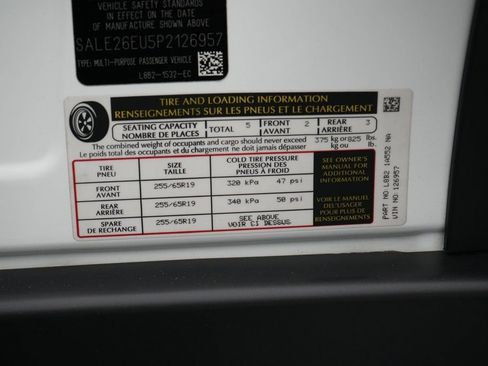 VEHICLE SAFETY STANDARDS
IN EFFECT ON THE DATE
OF MANUFACTURE SHOWN
ABOVE.
SALE26EU5P2126957
TYPE: MULTI-PURPOSE PASSENGER VEHICLE
L8B2-1532-EC
TIRE AND LOADING INFORMATION
RENSEIGNEMENTS SUR LES PNEUS ET LE CHARGEMENT
SEATING CAPACITY TOTAL 5 FRONT 2 REAR 3
NOMBRE DE PLACES AVANT ARRIÈRE
The combined weight of occupants and cargo should never exceed 375 kg or 825 lbs.
Le poids total des occupants et du chargement ne doit jamais dépasser kg ou lb.
TIRE SIZE COLD TIRE PRESSURE
PNEU TAILLE PRESSION DES
PNEUS À FROID
FRONT 255/65R19 320 kPa 47 psi
AVANT
REAR 255/65R19 340 kPa 50 psi
ARRIÈRE
SPARE 255/65R19 SEE ABOVE
DE RECHANGE VOIR CI DESSUS
SEE OWNER'S
MANUAL FOR
ADDITIONAL
INFORMATION
VOIR LE MANUEL
DE L'USAGER
POUR PLUS DE
RENSEIGNEMENTS
PART NO L8B2 1A552 NA
VIN NO: 126957